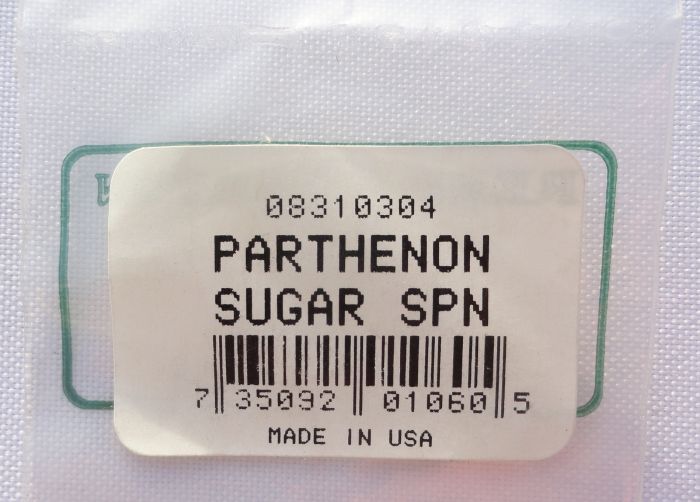 08310304
PARTHENON
SUGAR SPN
7 35092 01060 5
MADE IN USA